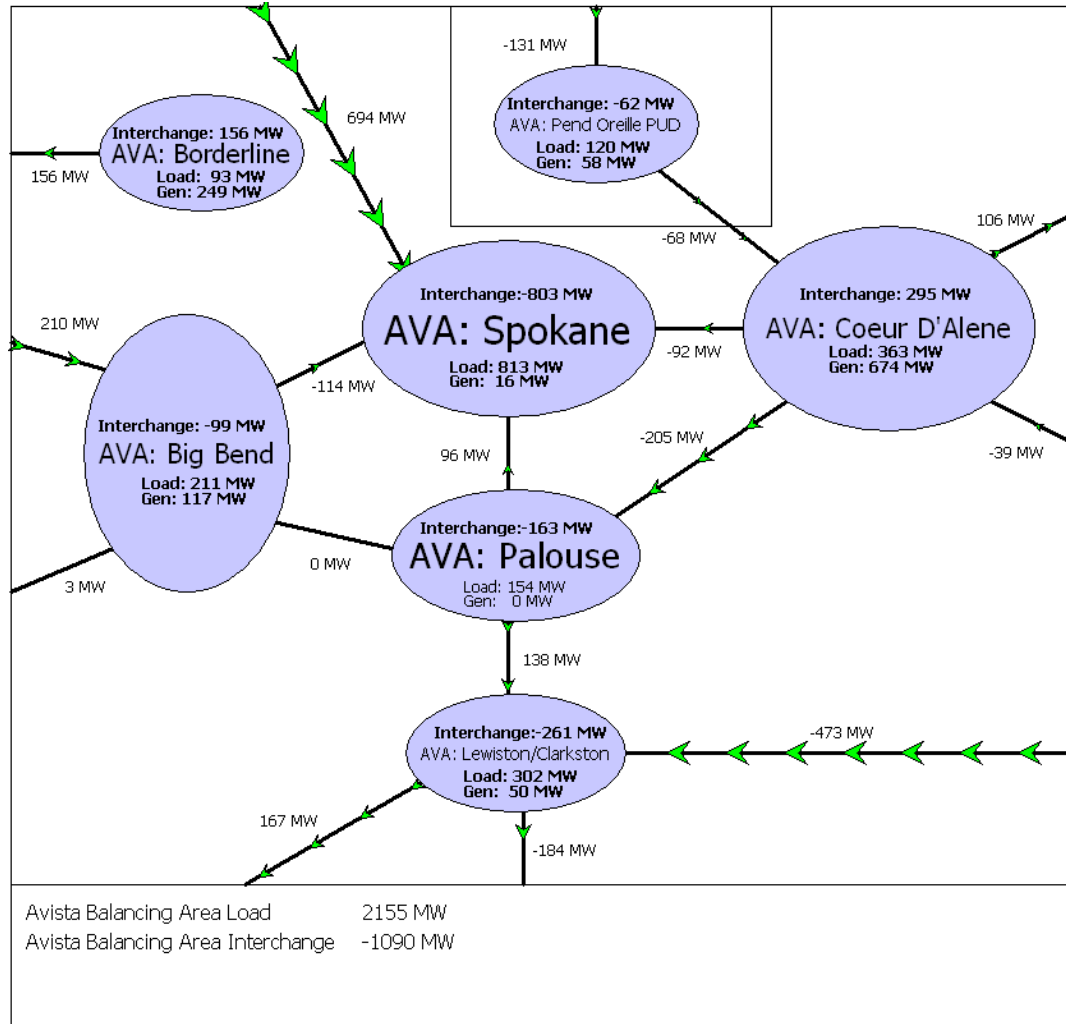 -131 MW
694 MW
Interchange: -62 MW
AVA: Pend Oreille PUD
Load: 120 MW
Gen: 58 MW
Interchange: 156 MW
AVA: Borderline
Load: 93 MW
Gen: 249 MW
156 MW
106 MW
-68 MW
Interchange:-803 MW
AVA: Spokane
Load: 813 MW
Gen: 16 MW
Interchange: 295 MW
AVA: Coeur D'Alene
Load: 363 MW
Gen: 674 MW
210 MW
-92 MW
-114 MW
Interchange: -99 MW
AVA: Big Bend
Load: 211 MW
Gen: 117 MW
96 MW
-205 MW
-39 MW
Interchange:-163 MW
AVA: Palouse
Load: 154 MW
Gen: 0 MW
0 MW
3 MW
138 MW
Interchange:-261 MW
AVA: Lewiston/Clarkston
Load: 302 MW
Gen: 50 MW
-473 MW
167 MW
-184 MW
Avista Balancing Area Load 2155 MW
Avista Balancing Area Interchange -1090 MW